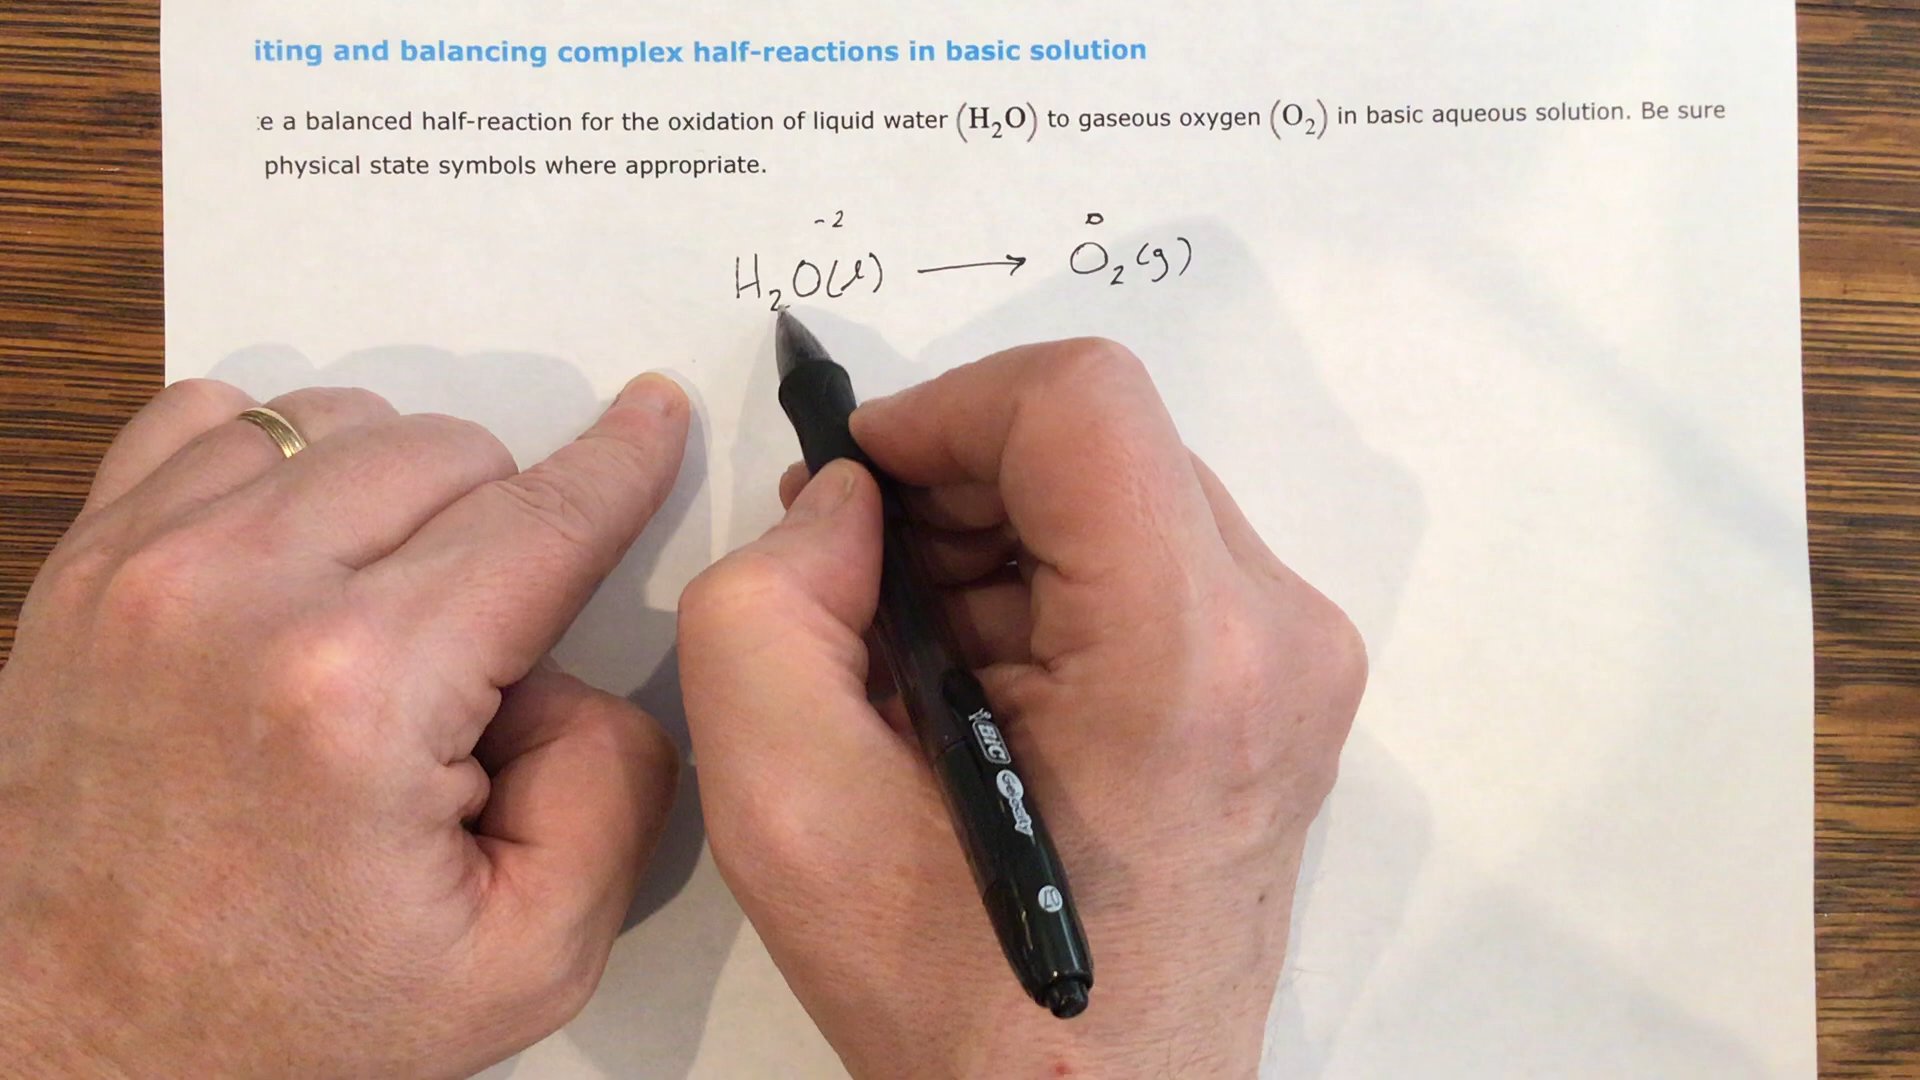 iting and balancing complex half-reactions in basic solution
:e a balanced half-reaction for the oxidation of liquid water (H₂O) to gaseous oxygen (O₂) in basic aqueous solution. Be sure
physical state symbols where appropriate.
-2 0
H₂O(l) ⟶ O₂(g)
BIC Gelocity
07